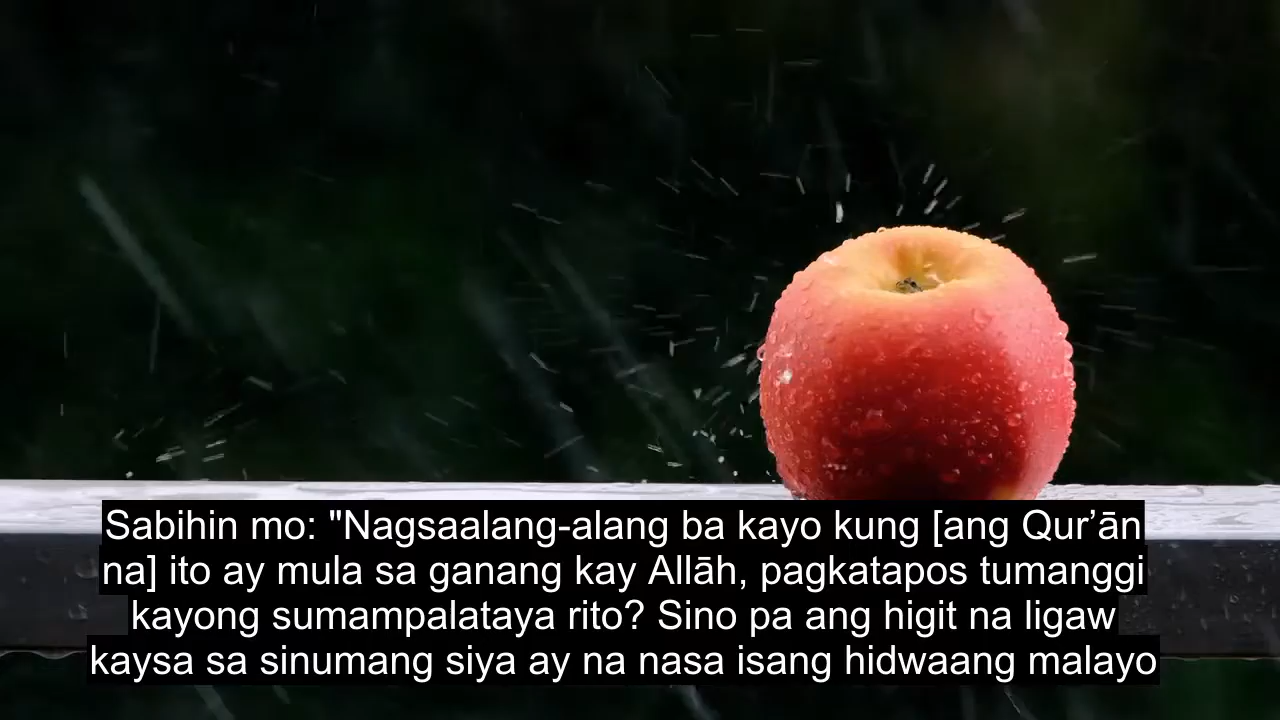 Sabihin mo: "Nagsaalang-alang ba kayo kung [ang Qur’ān
na] ito ay mula sa ganang kay Allāh, pagkatapos tumanggi
kayong sumampalataya rito? Sino pa ang higit na ligaw
kaysa sa sinumang siya ay na nasa isang hidwaang malayo